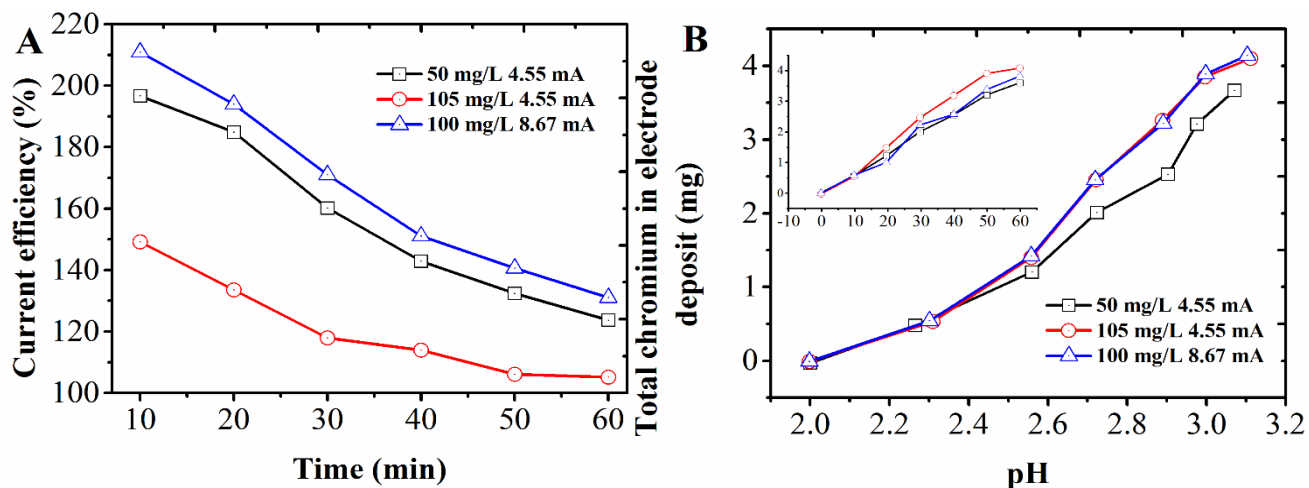 A
Current efficiency (%)
220
200
180
160
140
120
100
10 20 30 40 50 60
Time (min)
50 mg/L 4.55 mA
105 mg/L 4.55 mA
100 mg/L 8.67 mA
B
Total chromium in electrode
deposit (mg)
4
3
2
1
0
2.0 2.2 2.4 2.6 2.8 3.0 3.2
pH
4
3
2
1
0
-10 0 10 20 30 40 50 60
50 mg/L 4.55 mA
105 mg/L 4.55 mA
100 mg/L 8.67 mA